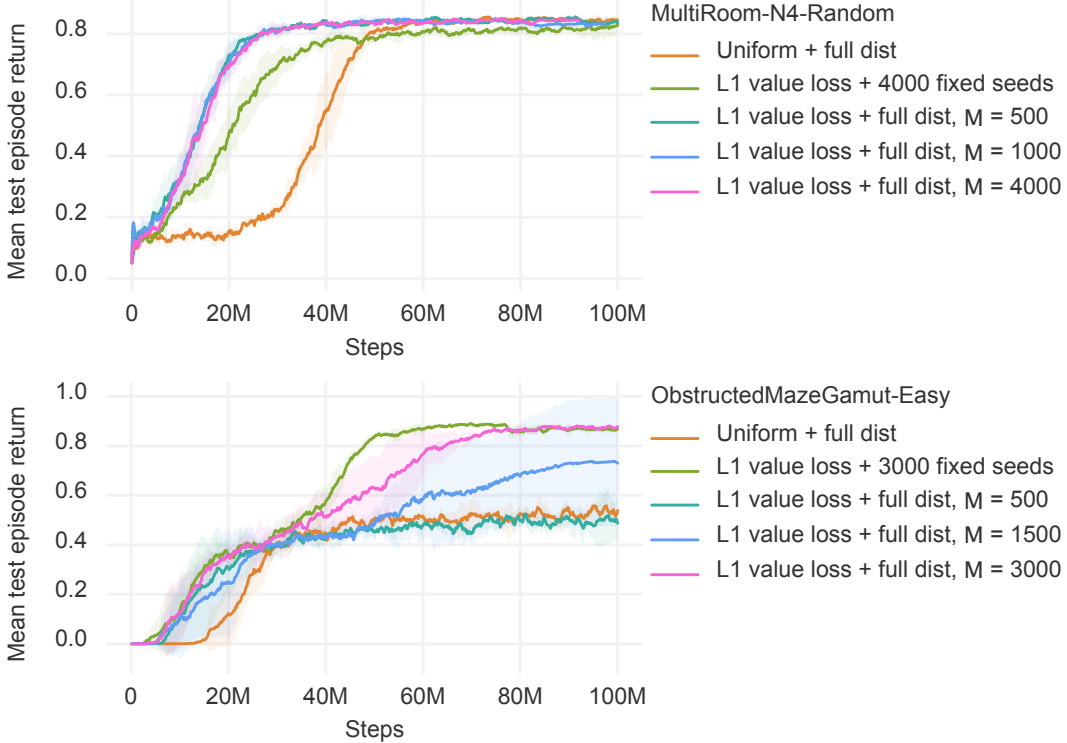 Mean test episode return
0.8
0.6
0.4
0.2
0.0
0
20M
40M
60M
80M
100M
Steps
MultiRoom-N4-Random
Uniform + full dist
L1 value loss + 4000 fixed seeds
L1 value loss + full dist, M = 500
L1 value loss + full dist, M = 1000
L1 value loss + full dist, M = 4000
Mean test episode return
1.0
0.8
0.6
0.4
0.2
0.0
0
20M
40M
60M
80M
100M
Steps
ObstructedMazeGamut-Easy
Uniform + full dist
L1 value loss + 3000 fixed seeds
L1 value loss + full dist, M = 500
L1 value loss + full dist, M = 1500
L1 value loss + full dist, M = 3000